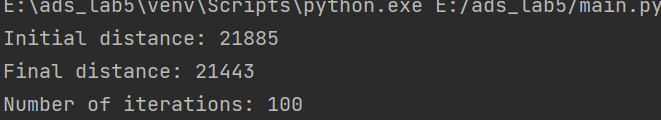 E:\ads_lab5\venv\Scripts\python.exe E:/ads_lab5/main.py
Initial distance: 21885
Final distance: 21443
Number of iterations: 100